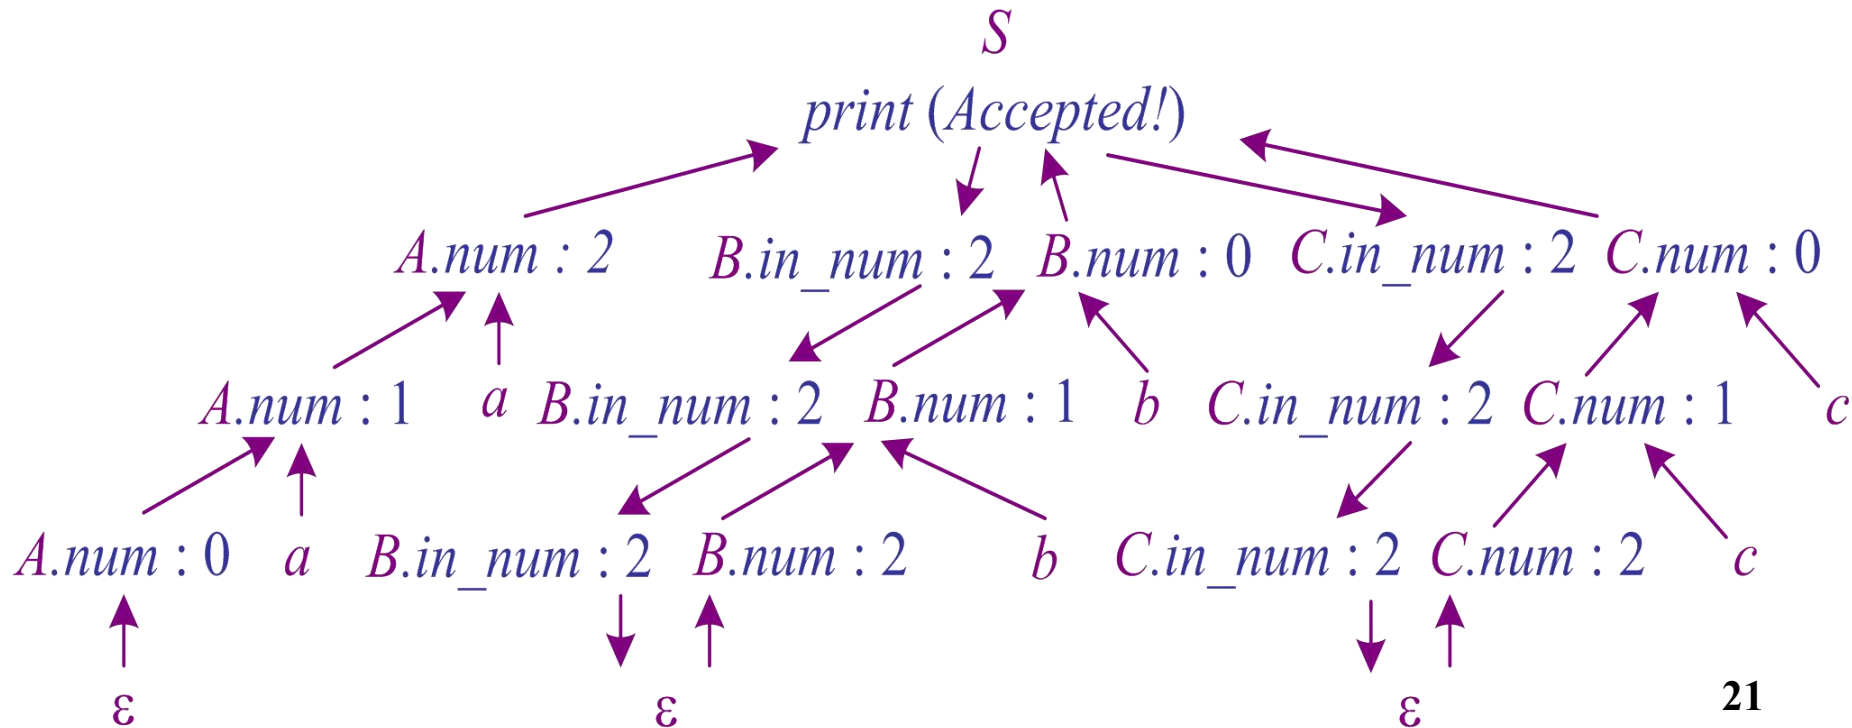 S
print (Accepted!)
A.num : 2 B.in_num : 2 B.num : 0 C.in_num : 2 C.num : 0
A.num : 1 a B.in_num : 2 B.num : 1 b C.in_num : 2 C.num : 1 c
A.num : 0 a B.in_num : 2 B.num : 2 b C.in_num : 2 C.num : 2 c
ε ε ε
21